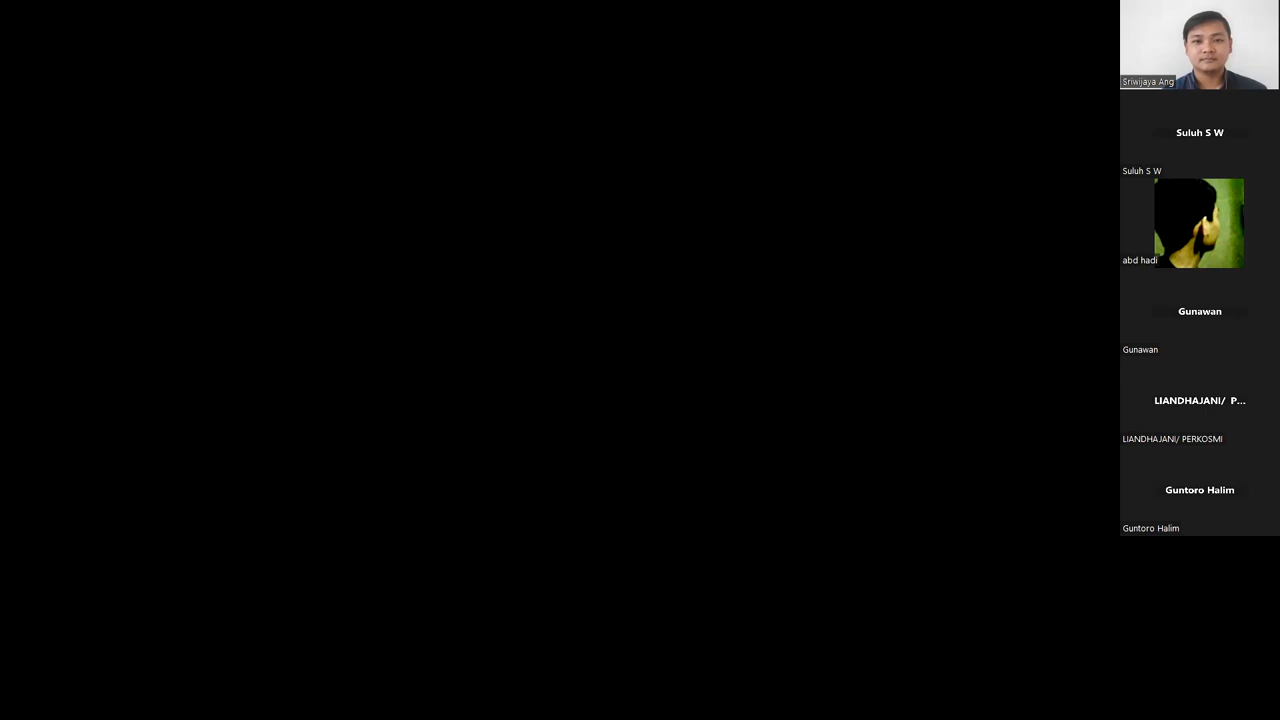 Sriwijaya Ang
Suluh S W
Suluh S W
abd hadi
Gunawan
Gunawan
LIANDHAJANI/ P...
LIANDHAJANI/ PERKOSMI
Guntoro Halim
Guntoro Halim